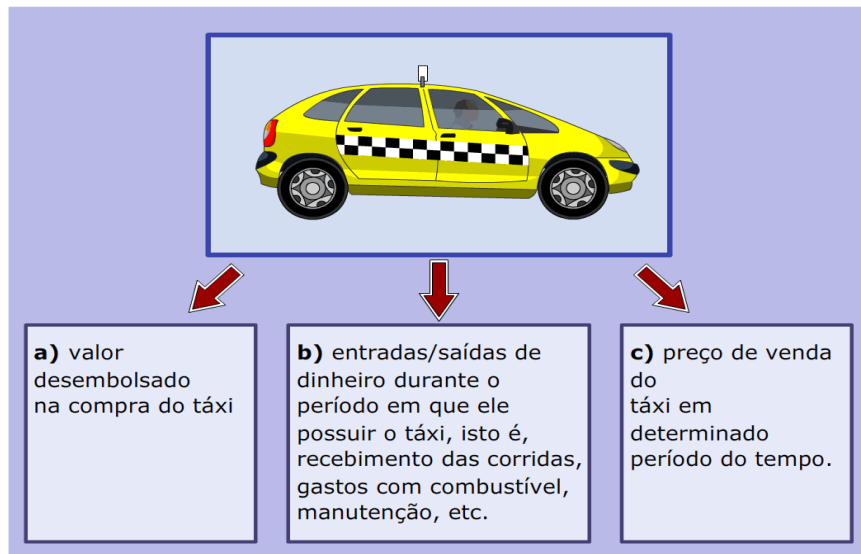 a) valor
desembolsado
na compra do táxi
b) entradas/saídas de
dinheiro durante o
período em que ele
possuir o táxi, isto é,
recebimento das corridas,
gastos com combustível,
manutenção, etc.
c) preço de venda
do
táxi em
determinado
período do tempo.